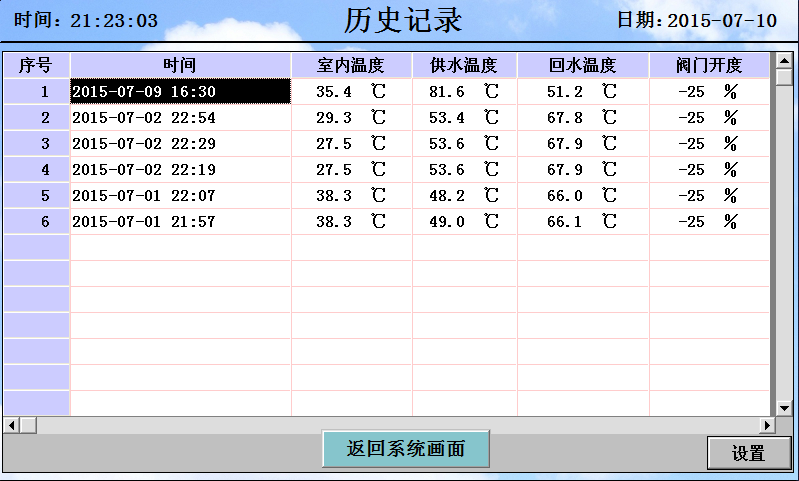 时间: 21:23:03 历史记录 日期:2015-07-10
序号 时间 室内温度 供水温度 回水温度 阀门开度
1 2015-07-09 16:30 35.4 ℃ 81.6 ℃ 51.2 ℃ -25 %
2 2015-07-02 22:54 29.3 ℃ 53.4 ℃ 67.8 ℃ -25 %
3 2015-07-02 22:29 27.5 ℃ 53.6 ℃ 67.9 ℃ -25 %
4 2015-07-02 22:19 27.5 ℃ 53.6 ℃ 67.9 ℃ -25 %
5 2015-07-01 22:07 38.3 ℃ 48.2 ℃ 66.0 ℃ -25 %
6 2015-07-01 21:57 38.3 ℃ 49.0 ℃ 66.1 ℃ -25 %
返回系统画面 设置